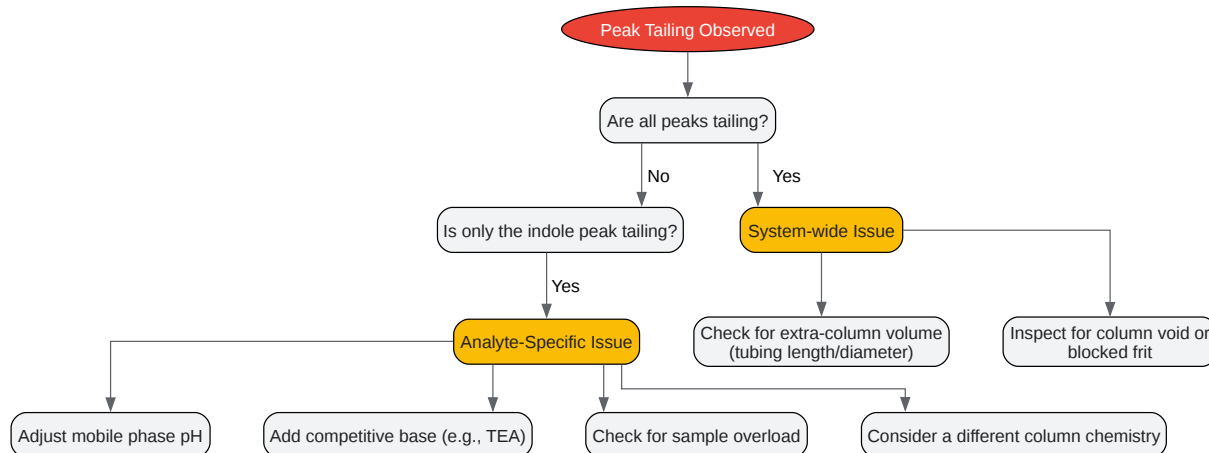 Peak Tailing Observed
Are all peaks tailing?
No
Yes
Is only the indole peak tailing?
System-wide Issue
Yes
Analyte-Specific Issue
Check for extra-column volume
(tubing length/diameter)
Inspect for column void or
blocked frit
Adjust mobile phase pH
Add competitive base (e.g., TEA)
Check for sample overload
Consider a different column chemistry